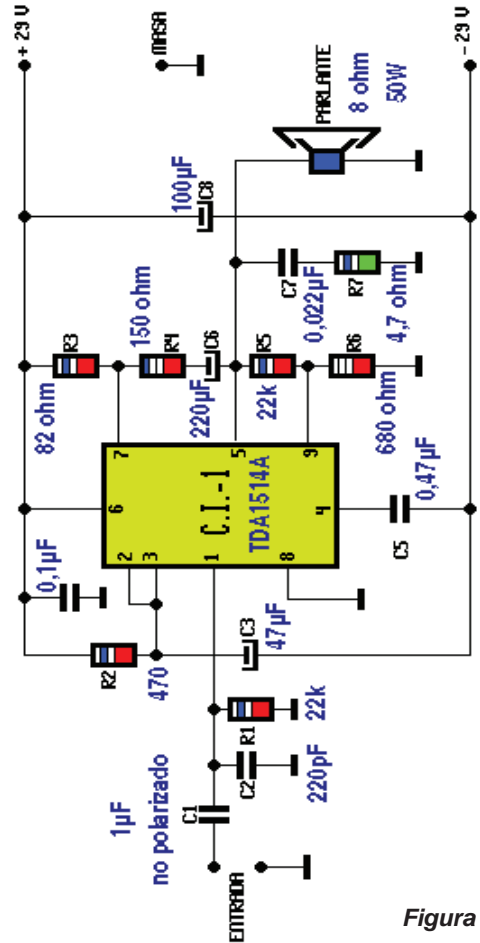 + 29 V
MASA
- 29 V
PARLANTE
8 ohm
50W
100µF
C8
C7
0,022µF
R7
4,7 ohm
R3
82 ohm
150 ohm
R4
C6
220µF
R5
22k
R6
680 ohm
7
5
9
6
4
2
3
1
8
C.I.-1
TDA1514A
0,47µF
C5
0,1µF
R2
470
C3
47µF
R1
22k
C2
220pF
C1
1µF
no polarizado
ENTRADA
Figura